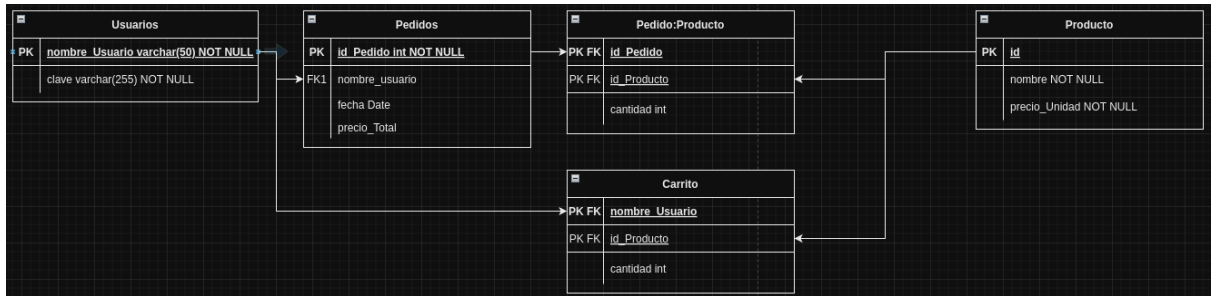 Usuarios
PK nombre_Usuario varchar(50) NOT NULL
clave varchar(255) NOT NULL
Pedidos
PK id_Pedido int NOT NULL
FK1 nombre_usuario
fecha Date
precio_Total
Pedido:Producto
PK FK id_Pedido
PK FK id_Producto
cantidad int
Producto
PK id
nombre NOT NULL
precio_Unidad NOT NULL
Carrito
PK FK nombre_Usuario
PK FK id_Producto
cantidad int